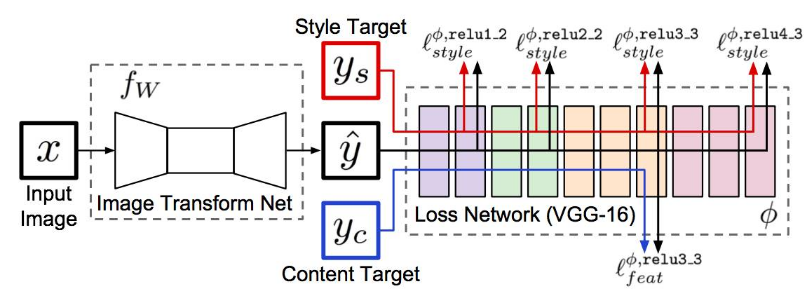 Style Target
y_s
ℓ^{ϕ,relu1_2}_{style}
ℓ^{ϕ,relu2_2}_{style}
ℓ^{ϕ,relu3_3}_{style}
ℓ^{ϕ,relu4_3}_{style}
f_W
x
Input
Image
Image Transform Net
ŷ
y_c
Content Target
Loss Network (VGG-16)
ϕ
ℓ^{ϕ,relu3_3}_{feat}